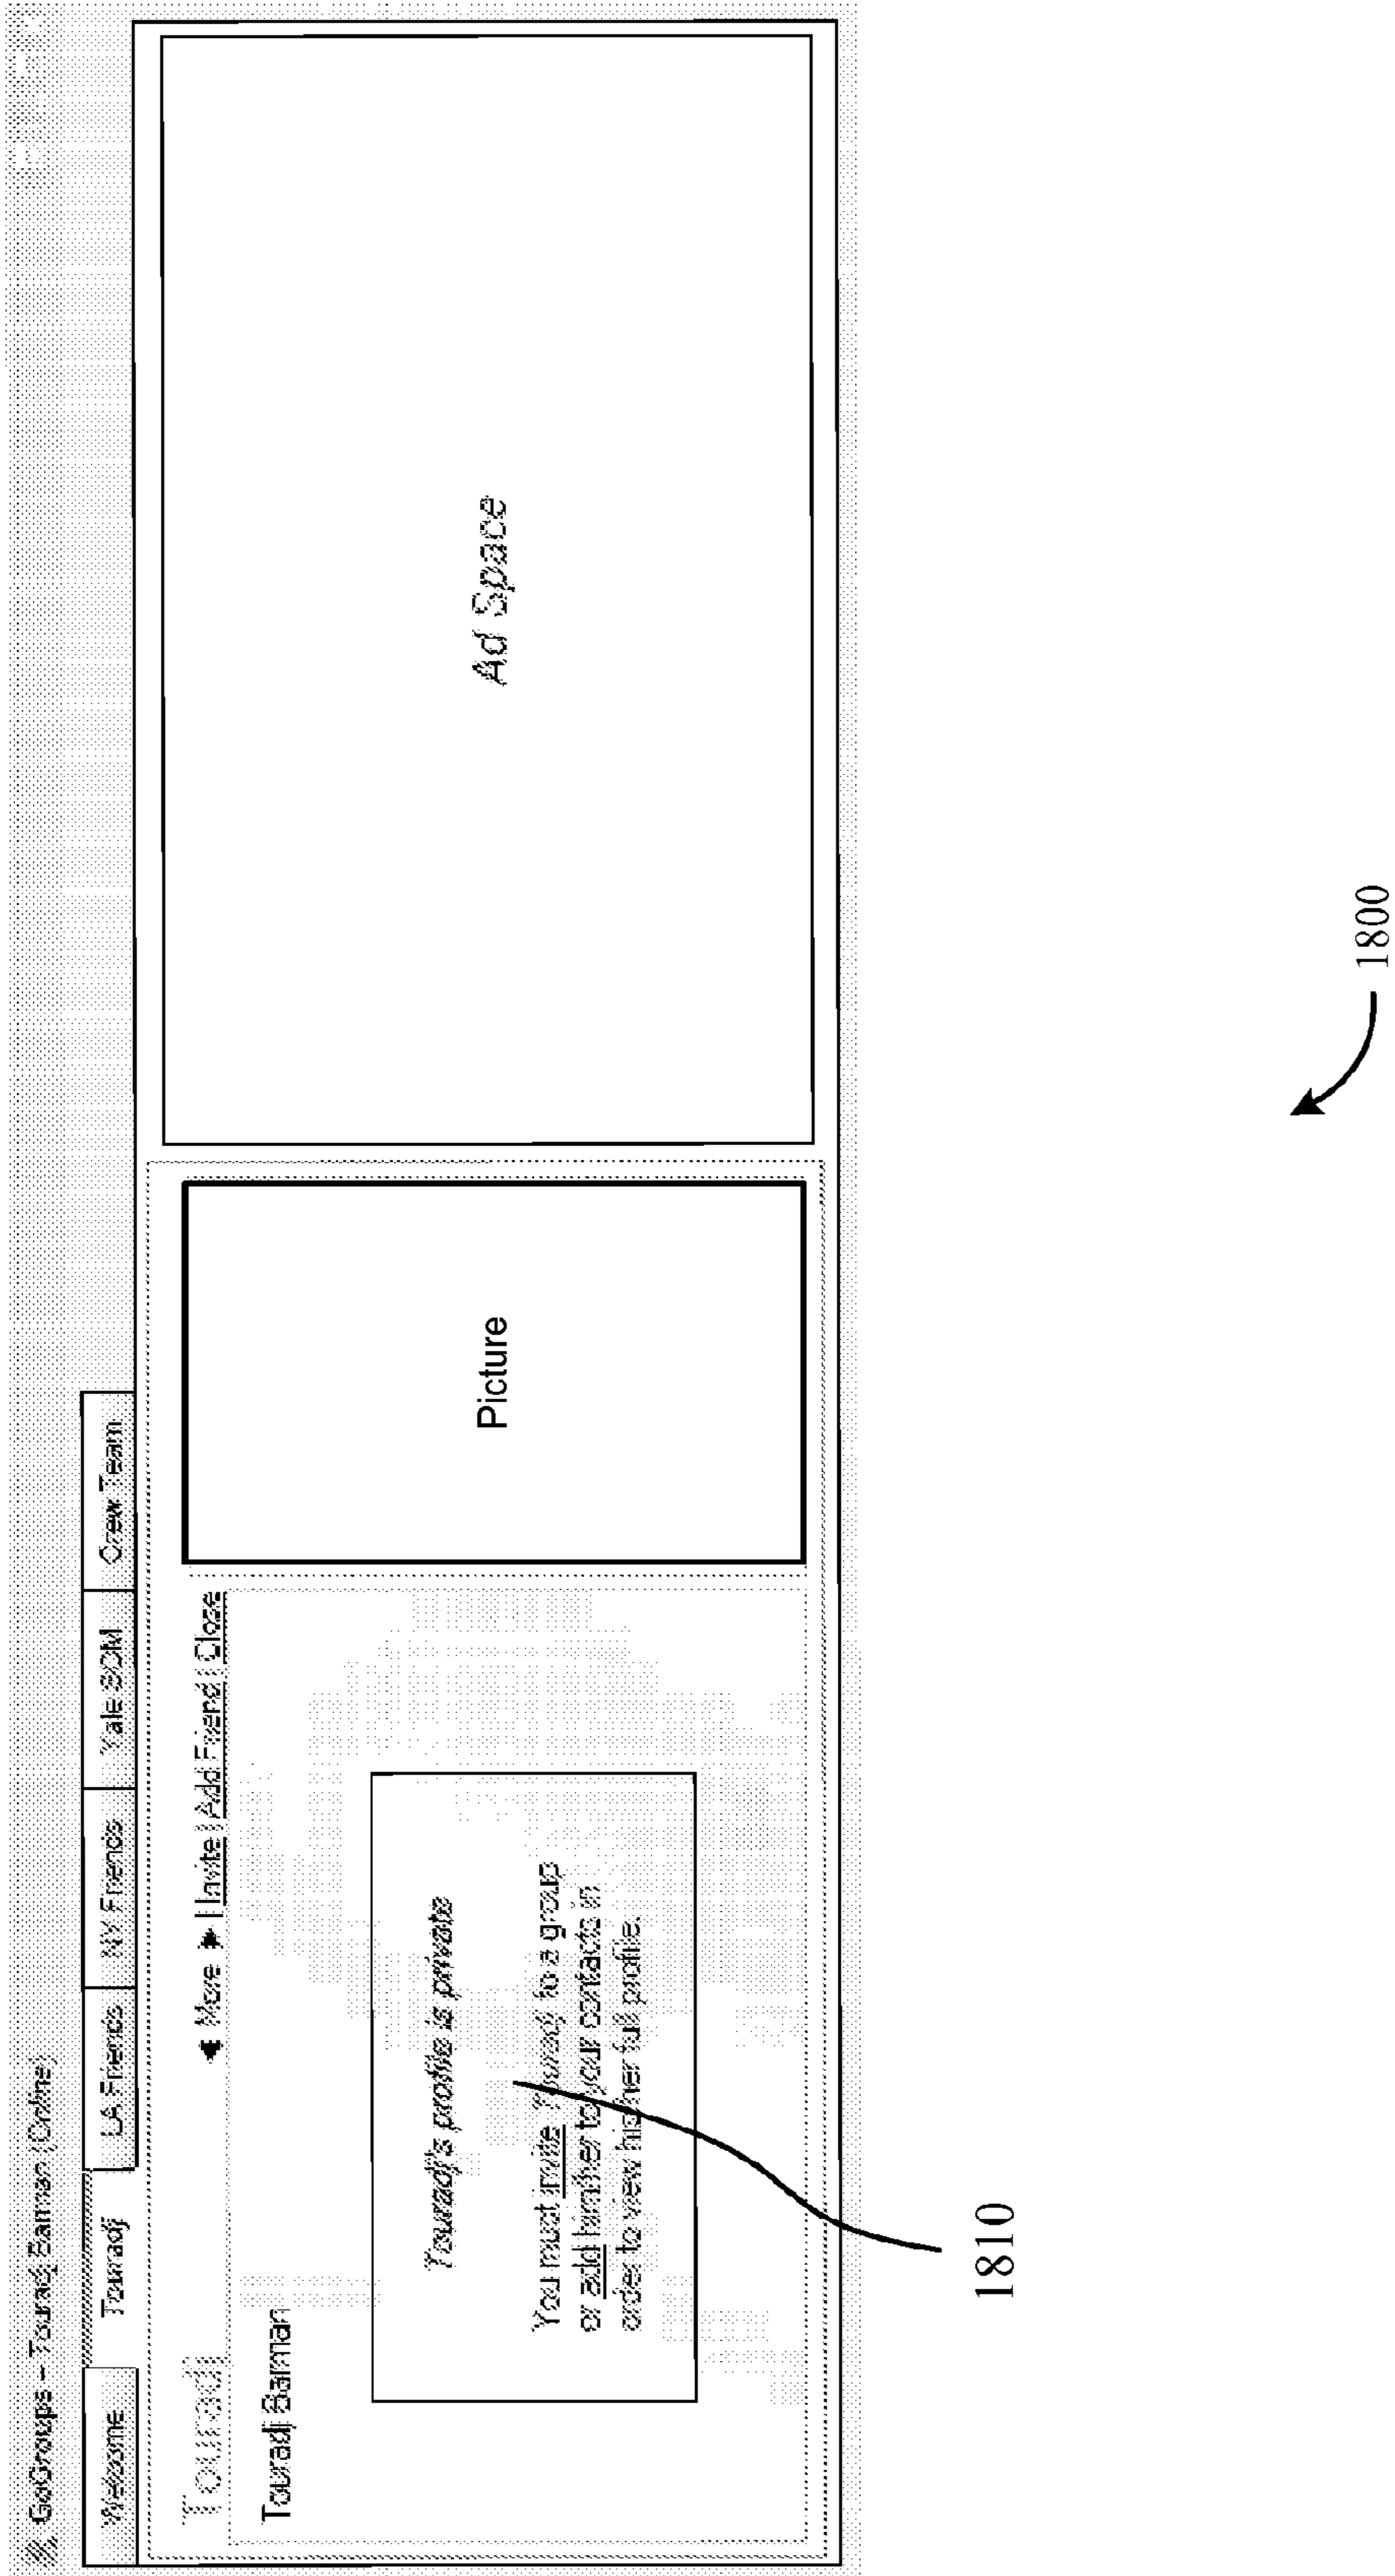 GoGroups – Touradj Barman (Online)
Welcome
Touradj
LA Friends
NY Friends
Yale SOM
Crew Team
Touradj
◀ More ▶ | Invite | Add Friend | Close
Touradj Barman
Touradj's profile is private
You must invite Touradj to a group
or add him/her to your contacts in
order to view his/her full profile.
Picture
Ad Space
1810
1800